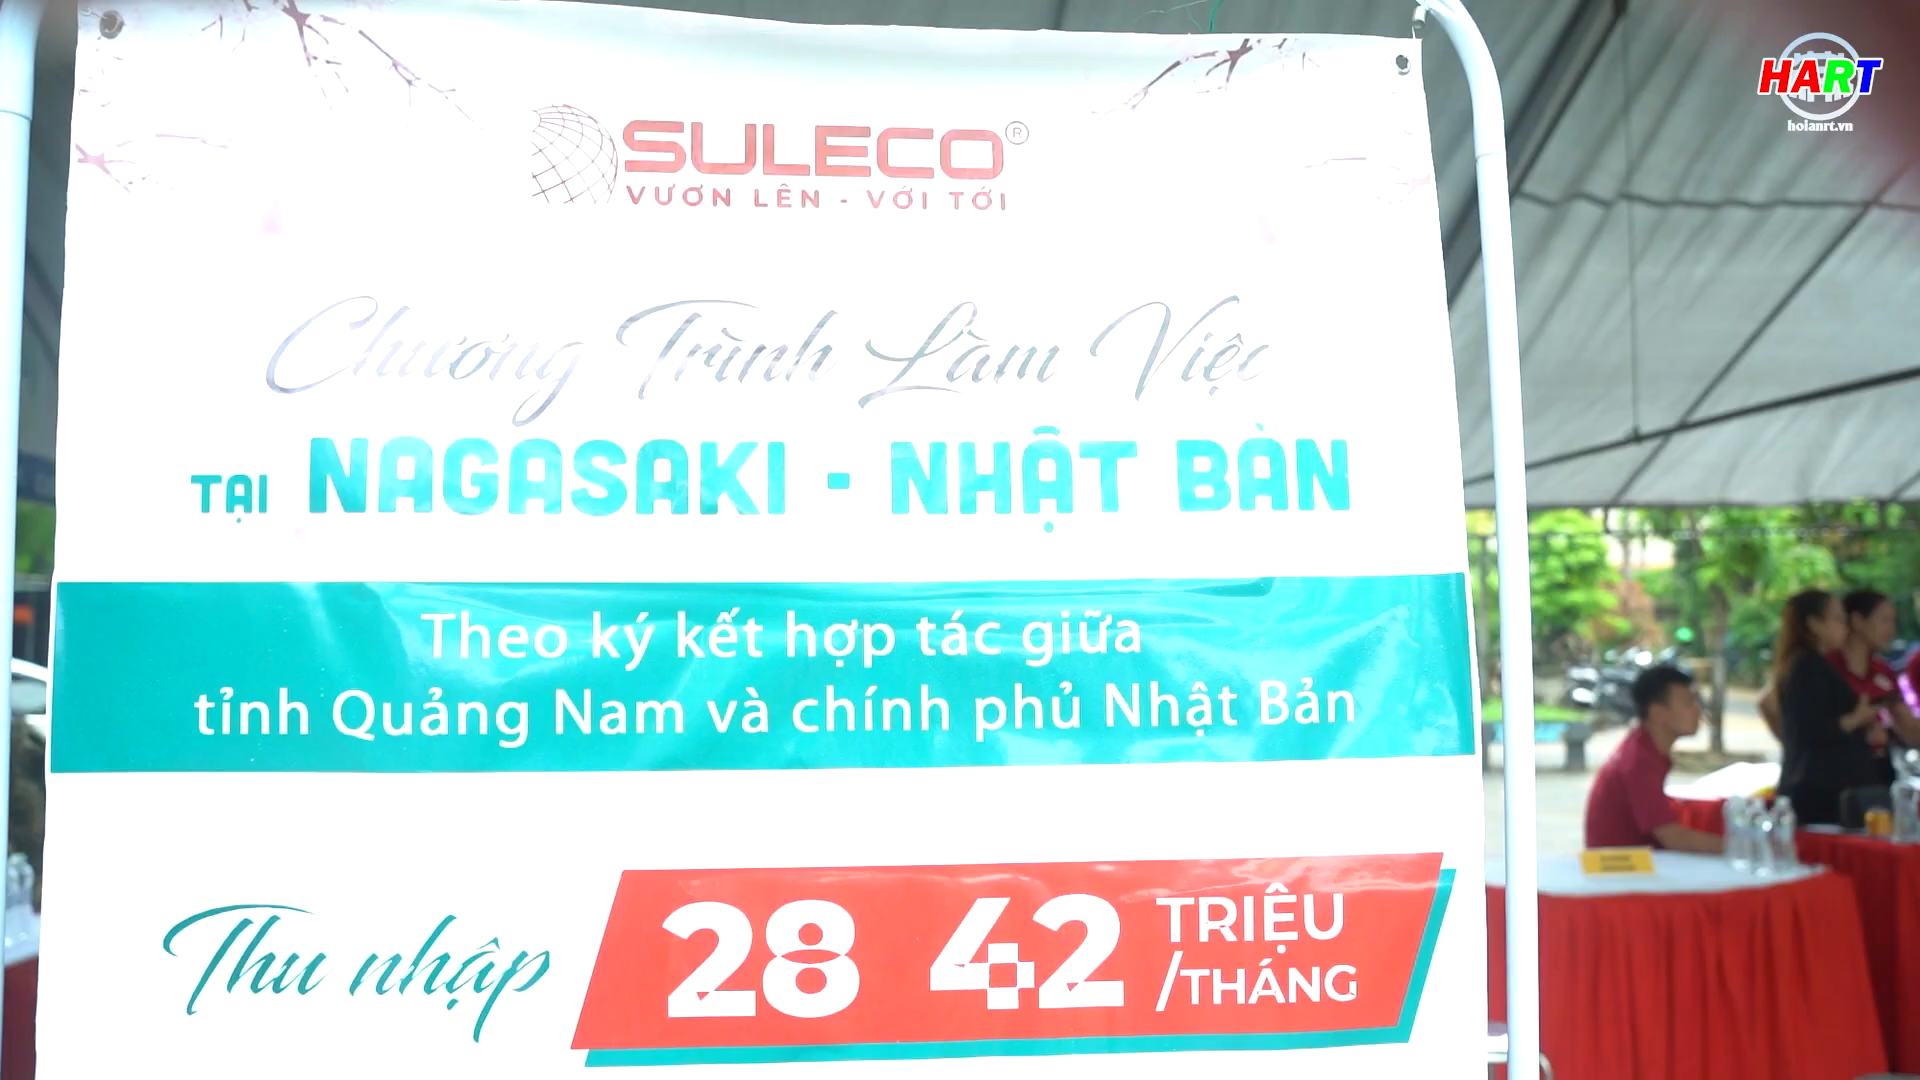 HART
hoianrt.vn
SULECO®
VƯƠN LÊN - VỚI TỚI
Chương Trình Làm Việc
TẠI NAGASAKI - NHẬT BẢN
Theo ký kết hợp tác giữa
tỉnh Quảng Nam và chính phủ Nhật Bản
Thu nhập
28 42 TRIỆU
/THÁNG